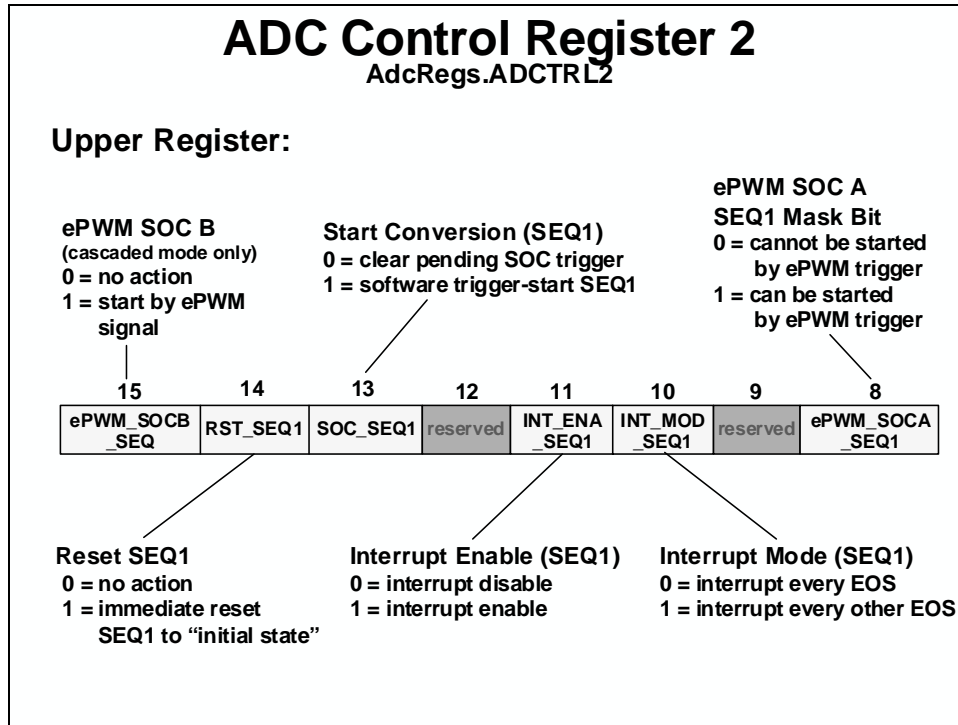 ADC Control Register 2
AdcRegs.ADCTRL2
Upper Register:
ePWM SOC B
(cascaded mode only)
0 = no action
1 = start by ePWM
signal
Start Conversion (SEQ1)
0 = clear pending SOC trigger
1 = software trigger-start SEQ1
ePWM SOC A
SEQ1 Mask Bit
0 = cannot be started
by ePWM trigger
1 = can be started
by ePWM trigger
15 14 13 12 11 10 9 8
ePWM_SOCB
_SEQ
RST_SEQ1
SOC_SEQ1
reserved
INT_ENA
_SEQ1
INT_MOD
_SEQ1
reserved
ePWM_SOCA
_SEQ1
Reset SEQ1
0 = no action
1 = immediate reset
SEQ1 to “initial state”
Interrupt Enable (SEQ1)
0 = interrupt disable
1 = interrupt enable
Interrupt Mode (SEQ1)
0 = interrupt every EOS
1 = interrupt every other EOS